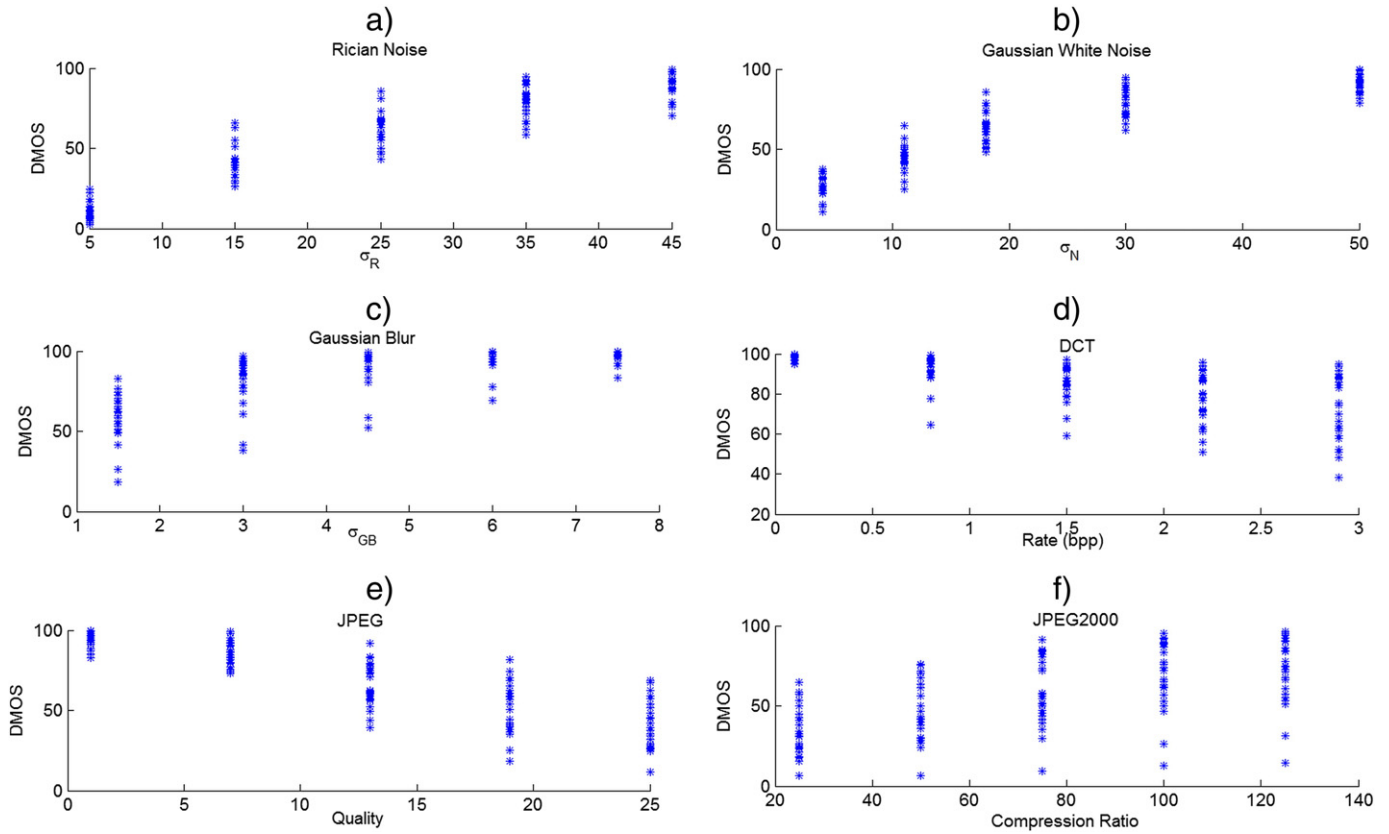 a)
Rician Noise
100
50
0
DMOS
5 10 15 20 25 30 35 40 45
σR
b)
Gaussian White Noise
100
50
0
DMOS
0 10 20 30 40 50
σN
c)
Gaussian Blur
100
50
0
DMOS
1 2 3 4 5 6 7 8
σGB
d)
DCT
100
80
60
40
20
DMOS
0 0.5 1 1.5 2 2.5 3
Rate (bpp)
e)
JPEG
100
50
0
DMOS
0 5 10 15 20 25
Quality
f)
JPEG2000
100
50
0
DMOS
20 40 60 80 100 120 140
Compression Ratio